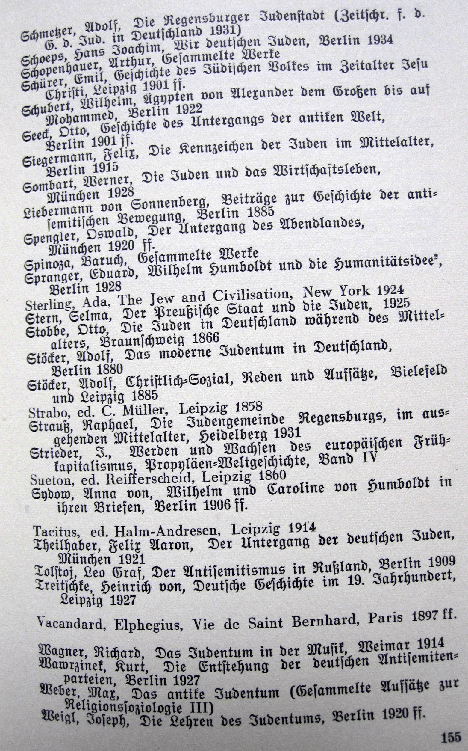 Schmetzer, Adolf, Die Regensburger Judenstadt (Zeitschr. f. d.
G. d. Jud. in Deutschland 1931)
Schoeps, Hans Joachim, Wir deutschen Juden, Berlin 1934
Schopenhauer, Arthur, Gesammelte Werke
Schürer, Emil, Geschichte des Jüdischen Volkes im Zeitalter Jesu
Christi, Leipzig 1901 ff.
Schubert, Wilhelm, Ägypten von Alexander dem Großen bis auf
Mohammed, Berlin 1922
Seeck, Otto, Geschichte des Untergangs der antiken Welt,
Berlin 1901 ff.
Siegermann, Felix, Die Kennzeichen der Juden im Mittelalter,
Berlin 1915
Sombart, Werner, Die Juden und das Wirtschaftsleben,
München 1928
Liebermann von Sonnenberg, Beiträge zur Geschichte der anti-
semitischen Bewegung, Berlin 1885
Spengler, Oswald, Der Untergang des Abendlandes,
München 1920 ff.
Spinoza, Baruch, Gesammelte Werke
Spranger, Eduard, Wilhelm Humboldt und die Humanitätsidee²,
Berlin 1928
Sterling, Ada, The Jew and Civilisation, New York 1924
Stern, Selma, Der Preußische Staat und die Juden, 1925
Stobbe, Otto, Die Juden in Deutschland während des Mittel-
alters, Braunschweig 1866
Stöcker, Adolf, Das moderne Judentum in Deutschland,
Berlin 1880
Stöcker, Adolf, Christlich-Sozial, Reden und Aufsätze, Bielefeld
und Leipzig 1885
Strabo, ed. C. Müller, Leipzig 1858
Strauß, Raphael, Die Judengemeinde Regensburgs, im aus-
gehenden Mittelalter, Heidelberg 1931
Strieder, J., Werden und Wachsen des europäischen Früh-
kapitalismus, Propyläen-Weltgeschichte, Band IV
Sueton, ed. Reifferscheid, Leipzig 1860
Sydow, Anna von, Wilhelm und Caroline von Humboldt in
ihren Briefen, Berlin 1906 ff.
Tacitus, ed. Halm-Andresen, Leipzig 1914
Theilhaber, Felix Aaron, Der Untergang der deutschen Juden,
München 1921
Tolstoj, Leo Graf, Der Antisemitismus in Rußland, Berlin 1909
Treitschke, Heinrich von, Deutsche Geschichte im 19. Jahrhundert,
Leipzig 1927
Vacandard, Elphegius, Vie de Saint Bernhard, Paris 1897 ff.
Wagner, Richard, Das Judentum in der Musik, Weimar 1914
Wawrzinek, Kurt, Die Entstehung der deutschen Antisemiten-
parteien, Berlin 1927
Weber, Max, Das antike Judentum (Gesammelte Aufsätze zur
Religionssoziologie III)
Weigl, Joseph, Die Lehren des Judentums, Berlin 1920 ff.
155